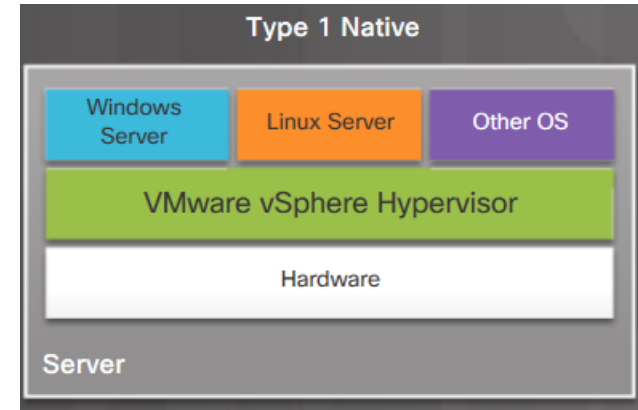 Type 1 Native
Windows
Server
Linux Server
Other OS
VMware vSphere Hypervisor
Hardware
Server